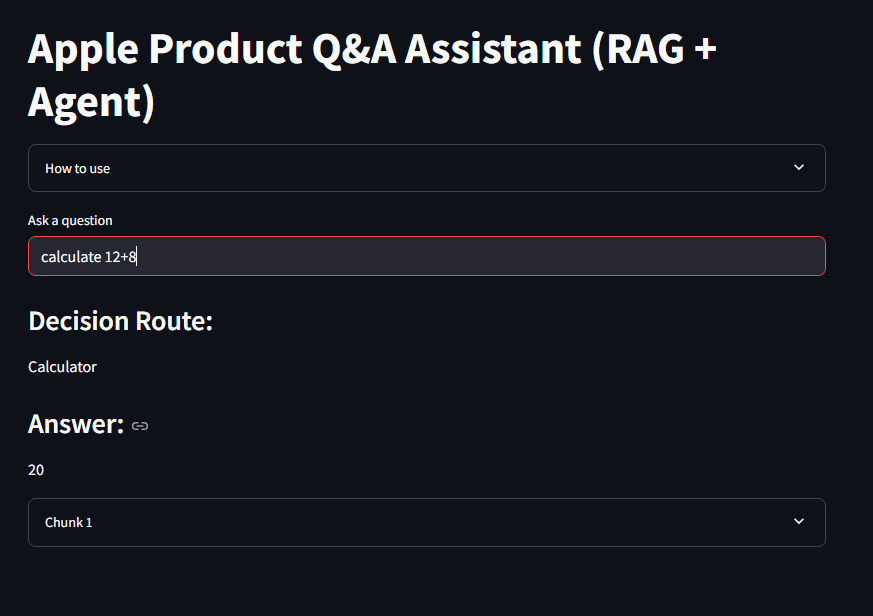 Apple Product Q&A Assistant (RAG +
Agent)
How to use
Ask a question
calculate 12+8
Decision Route:
Calculator
Answer:
20
Chunk 1